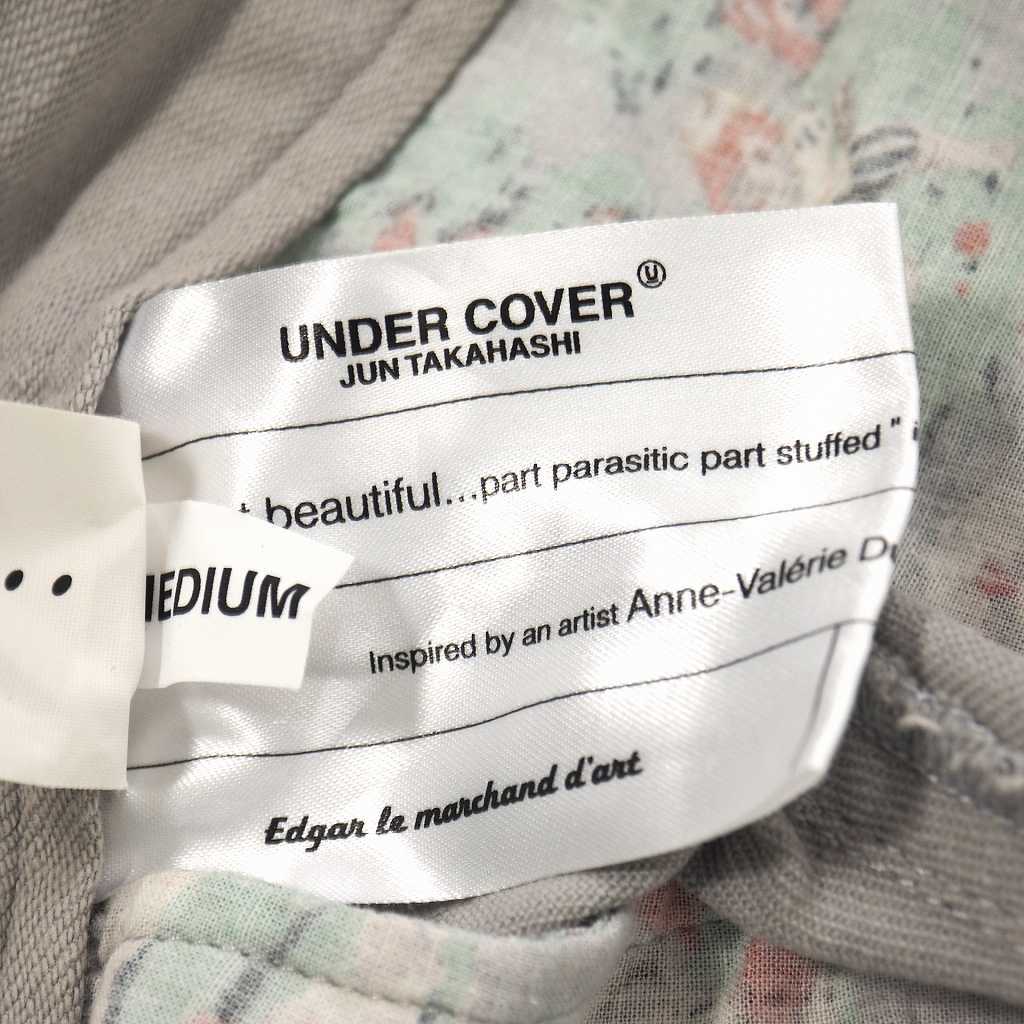 UNDER COVER
JUN TAKAHASHI
beautiful...part parasitic part stuffed "
MEDIUM
Inspired by an artist Anne-Valérie
Edgar le marchand d'art